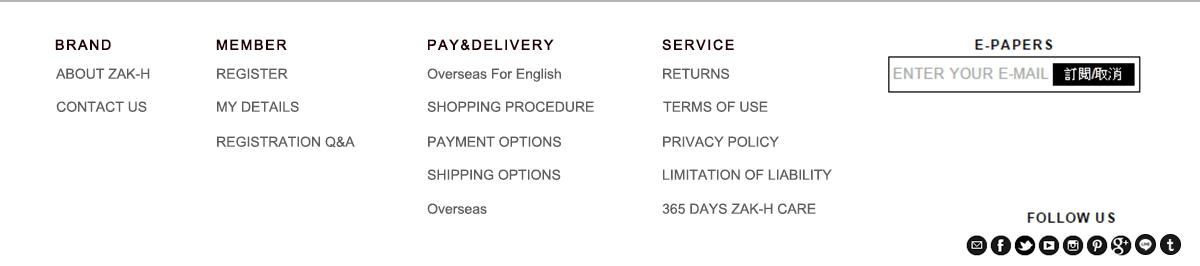 BRAND
ABOUT ZAK-H
CONTACT US
MEMBER
REGISTER
MY DETAILS
REGISTRATION Q&A
PAY&DELIVERY
Overseas For English
SHOPPING PROCEDURE
PAYMENT OPTIONS
SHIPPING OPTIONS
Overseas
SERVICE
RETURNS
TERMS OF USE
PRIVACY POLICY
LIMITATION OF LIABILITY
365 DAYS ZAK-H CARE
E-PAPERS
ENTER YOUR E-MAIL 訂閱/取消
FOLLOW US